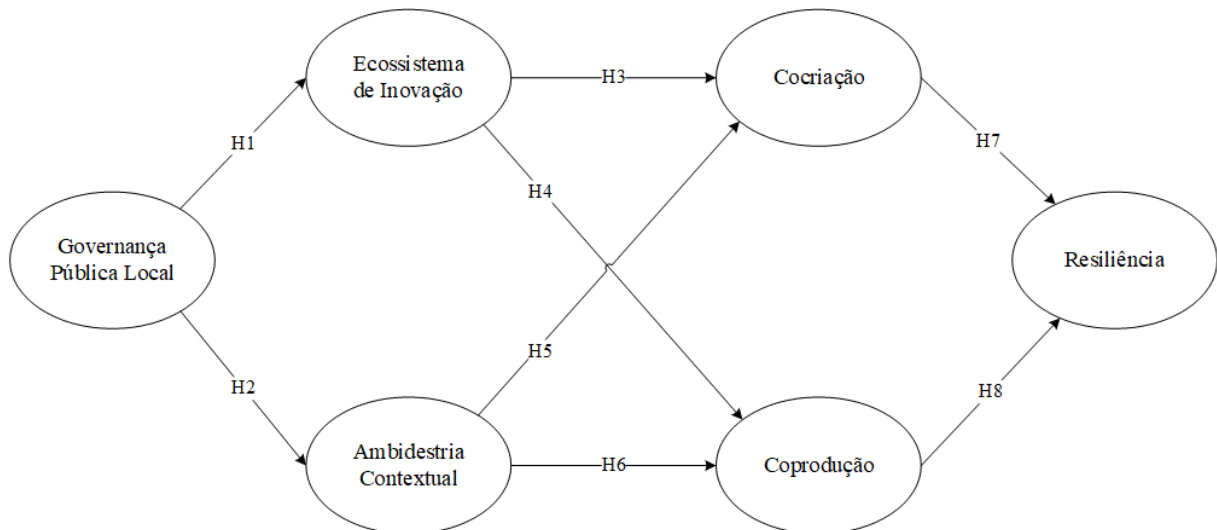 Ecossistema
de Inovação
H3
Cocriação
H1
H7
H4
Governança
Pública Local
Resiliência
H5
H2
H8
Ambidestria
Contextual
H6
Coprodução